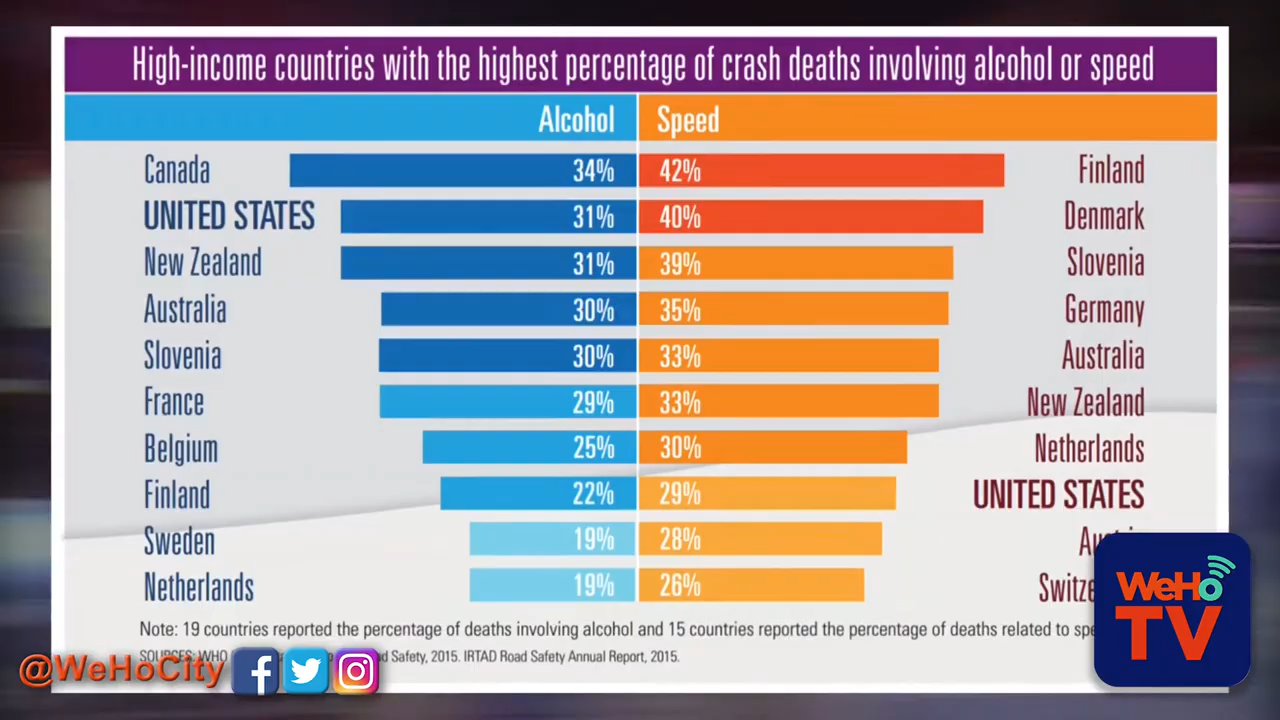 High-income countries with the highest percentage of crash deaths involving alcohol or speed
Alcohol Speed
Canada 34% 42% Finland
UNITED STATES 31% 40% Denmark
New Zealand 31% 39% Slovenia
Australia 30% 35% Germany
Slovenia 30% 33% Australia
France 29% 33% New Zealand
Belgium 25% 30% Netherlands
Finland 22% 29% UNITED STATES
Sweden 19% 28%
Netherlands 19% 26%
Note: 19 countries reported the percentage of deaths involving alcohol and 15 countries reported the percentage of deaths related to
SOURCES: WHO Safety, 2015. IRTAD Road Safety Annual Report, 2015.
@WeHoCity
WeHo
TV